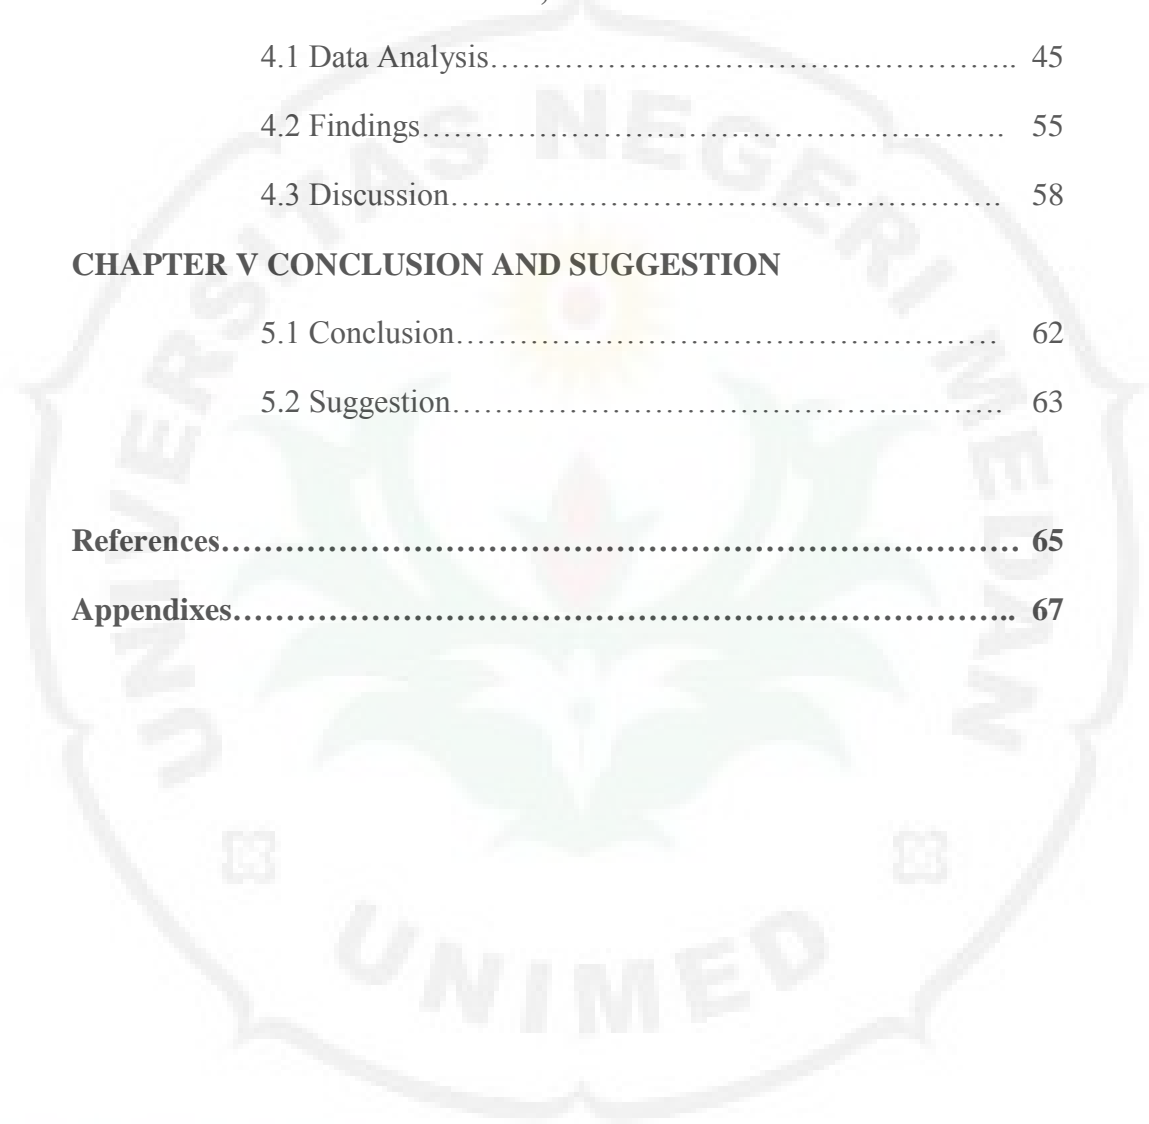 4.1 Data Analysis…………………………………………….. 45
4.2 Findings………………………………………………. 55
4.3 Discussion……………………………………………. 58
CHAPTER V CONCLUSION AND SUGGESTION
5.1 Conclusion…………………………………………… 62
5.2 Suggestion……………………………………………. 63
References………………………………………………………………… 65
Appendixes……………………………………………………………….. 67
UNIVERSITAS NEGERI MEDAN
UNIMED